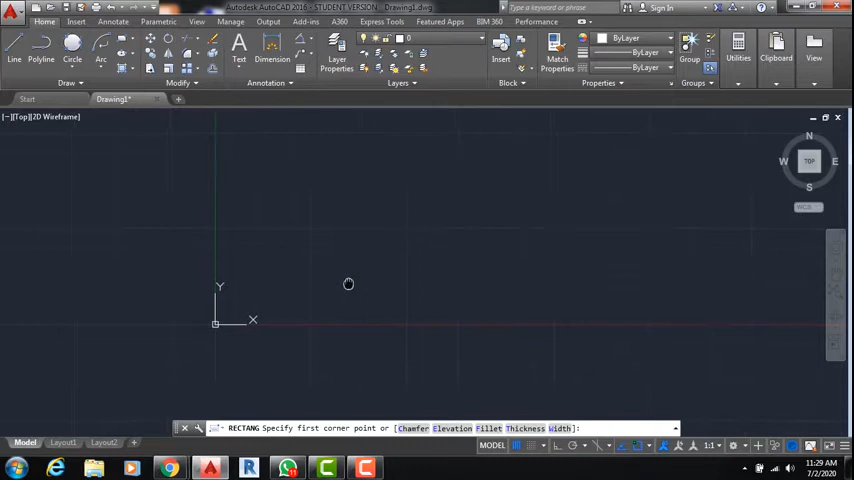 Autodesk AutoCAD 2016 - STUDENT VERSION Drawing1.dwg Type a keyword or phrase Sign In
Home Insert Annotate Parametric View Manage Output Add-ins A360 Express Tools Featured Apps BIM 360 Performance
0 ByLayer
Line Polyline Circle Arc Text Dimension Layer Properties Insert Match Properties ByLayer Group Utilities Clipboard View
ByLayer
Draw Modify Annotation Layers Block Properties Groups
Start Drawing1*
[−][Top][2D Wireframe]
N
W TOP E
S
WCS
Y
X
RECTANG Specify first corner point or [Chamfer Elevation Fillet Thickness Width]:
Model Layout1 Layout2 MODEL 1:1
11:29 AM
7/2/2020